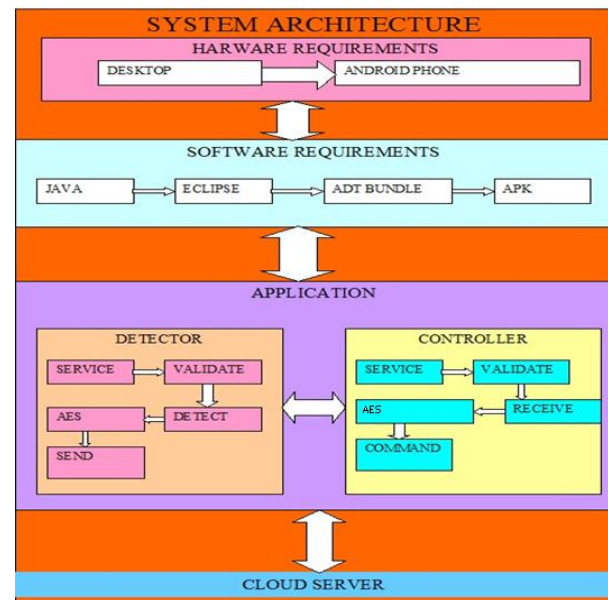 SYSTEM ARCHITECTURE
HARWARE REQUIREMENTS
DESKTOP
ANDROID PHONE
SOFTWARE REQUIREMENTS
JAVA
ECLIPSE
ADT BUNDLE
APK
APPLICATION
DETECTOR
SERVICE
VALIDATE
AES
DETECT
SEND
CONTROLLER
SERVICE
VALIDATE
AES
RECEIVE
COMMAND
CLOUD SERVER